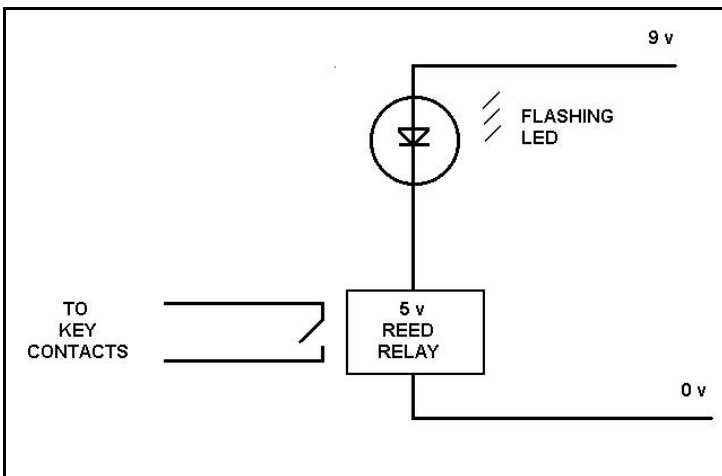 9 v
FLASHING
LED
TO
KEY
CONTACTS
5 v
REED
RELAY
0 v